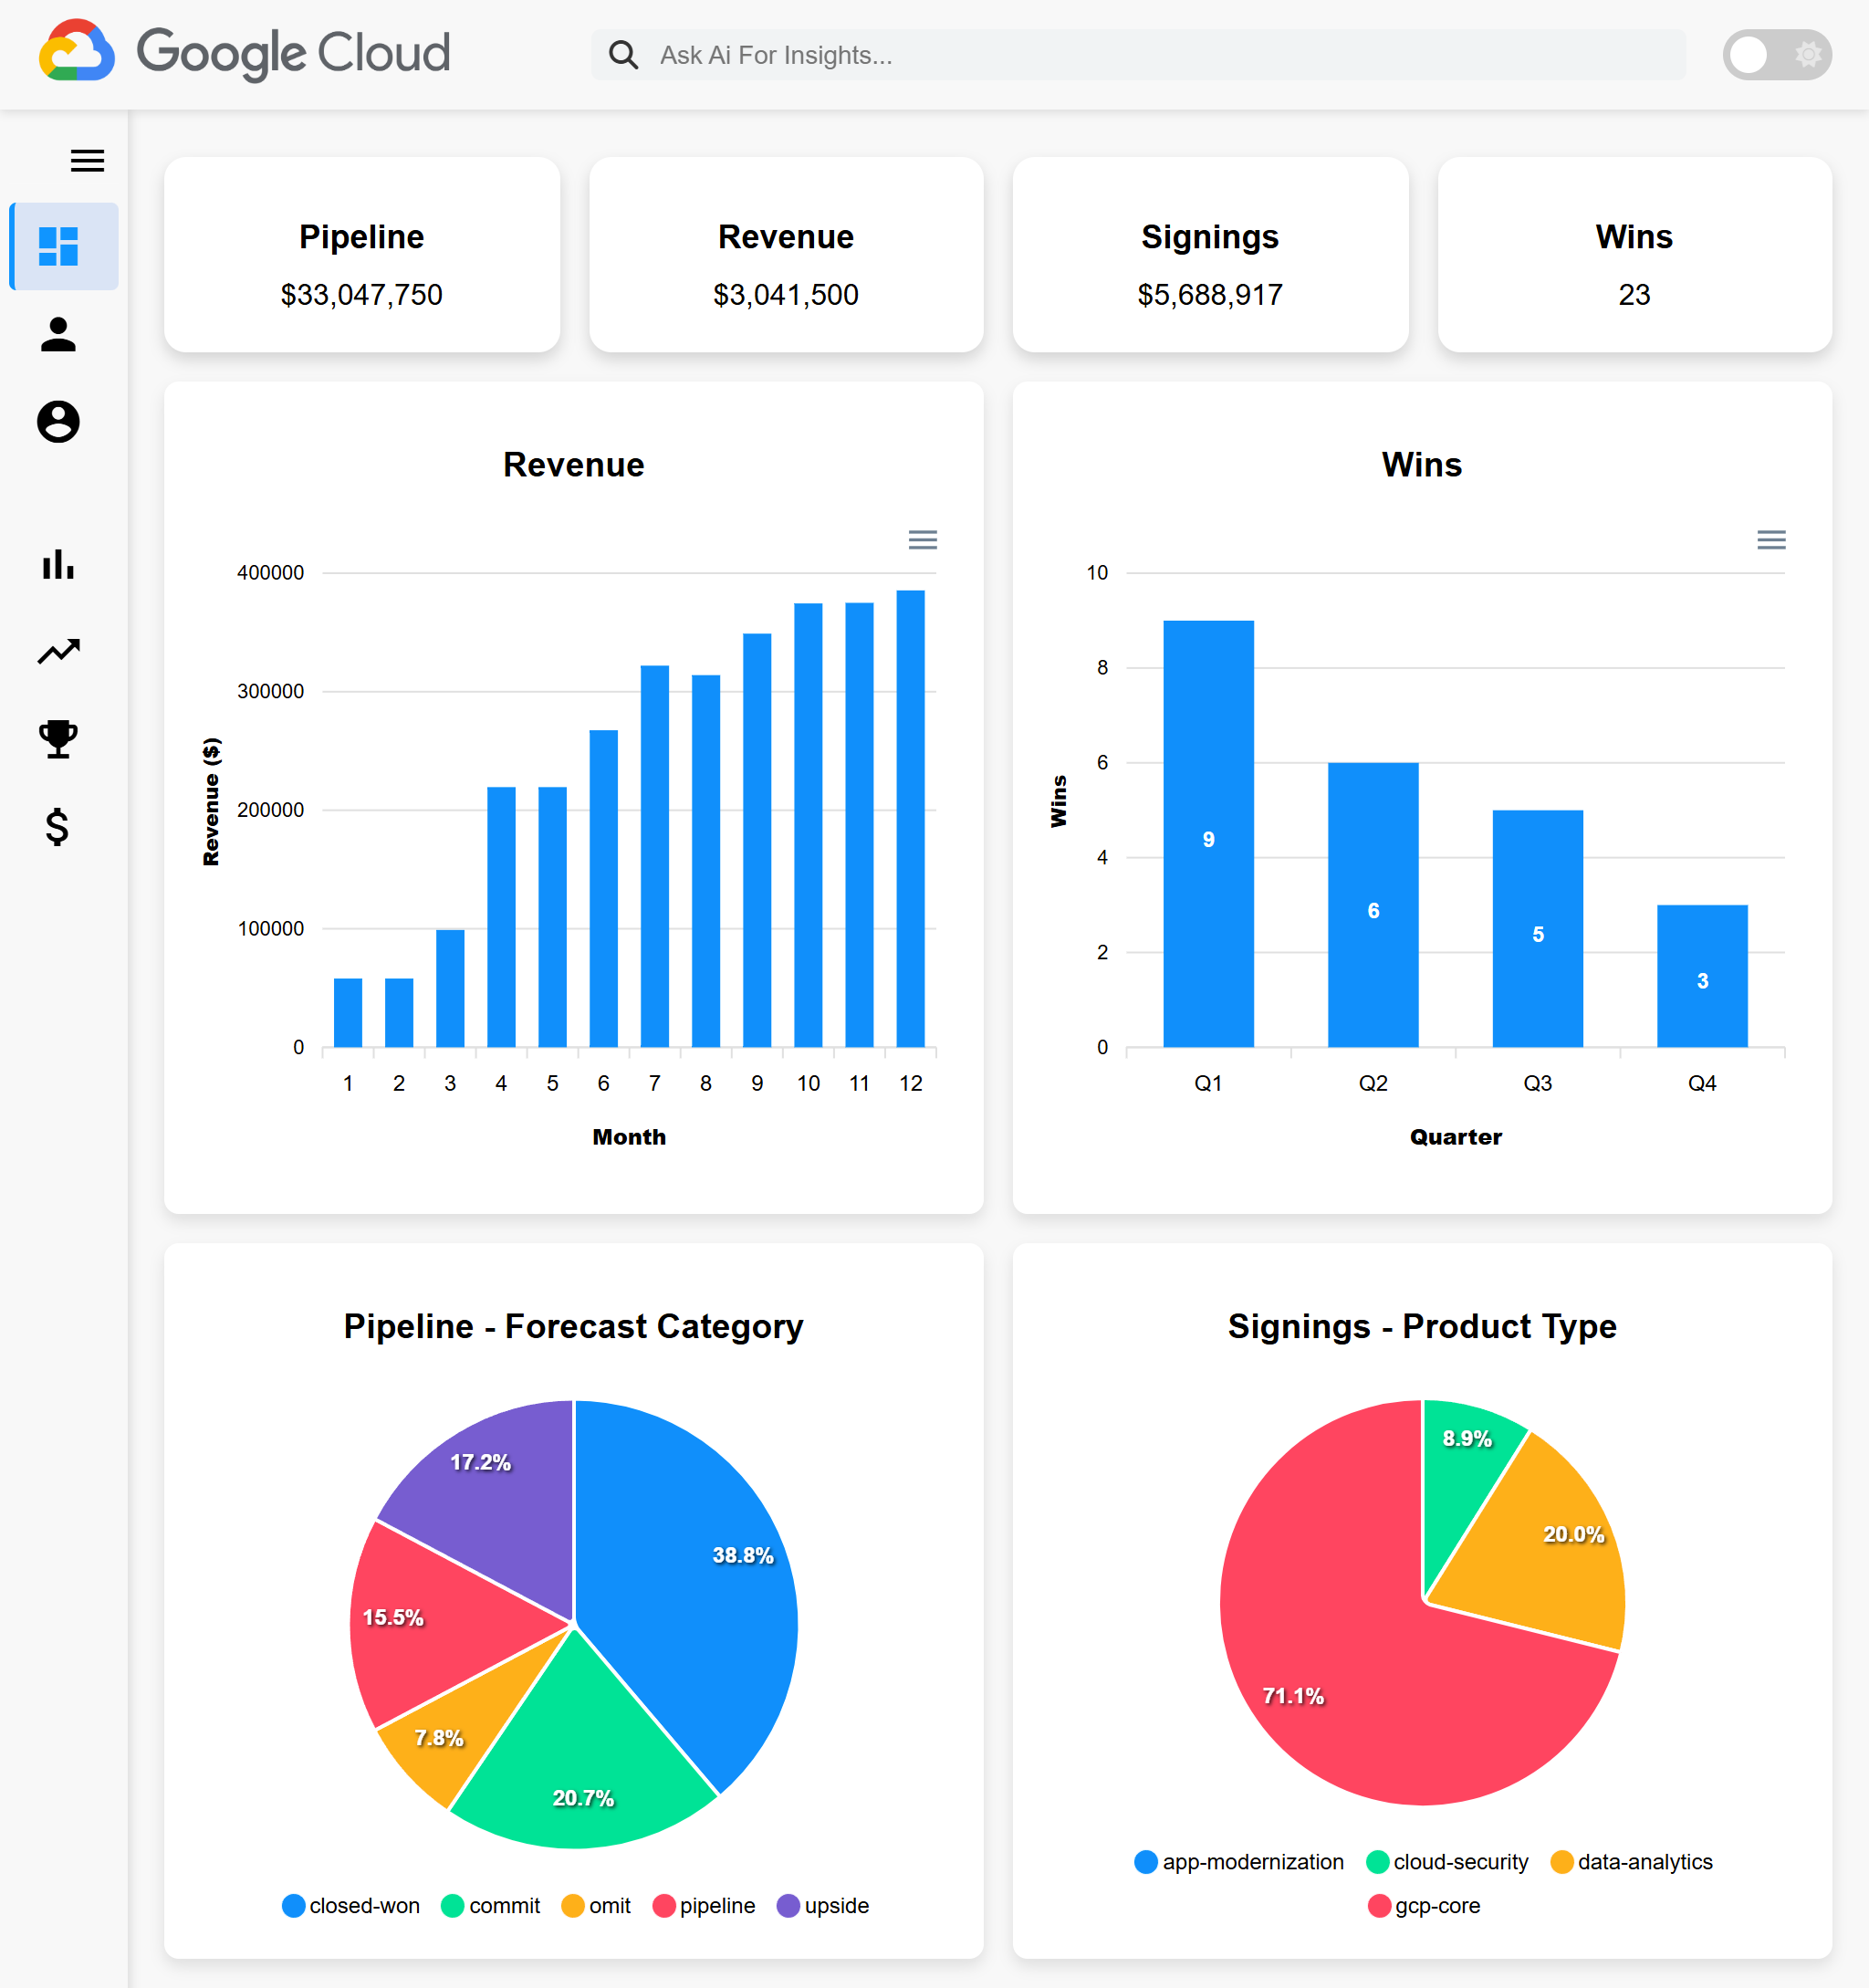 Google Cloud
Ask Ai For Insights...
Pipeline
$33,047,750
Revenue
$3,041,500
Signings
$5,688,917
Wins
23
Revenue
400000
300000
200000
100000
0
Revenue ($)
1 2 3 4 5 6 7 8 9 10 11 12
Month
Wins
10
8
6
4
2
0
Wins
9
6
5
3
Q1 Q2 Q3 Q4
Quarter
Pipeline - Forecast Category
17.2%
38.8%
15.5%
7.8%
20.7%
closed-won commit omit pipeline upside
Signings - Product Type
8.9%
20.0%
71.1%
app-modernization cloud-security data-analytics
gcp-core